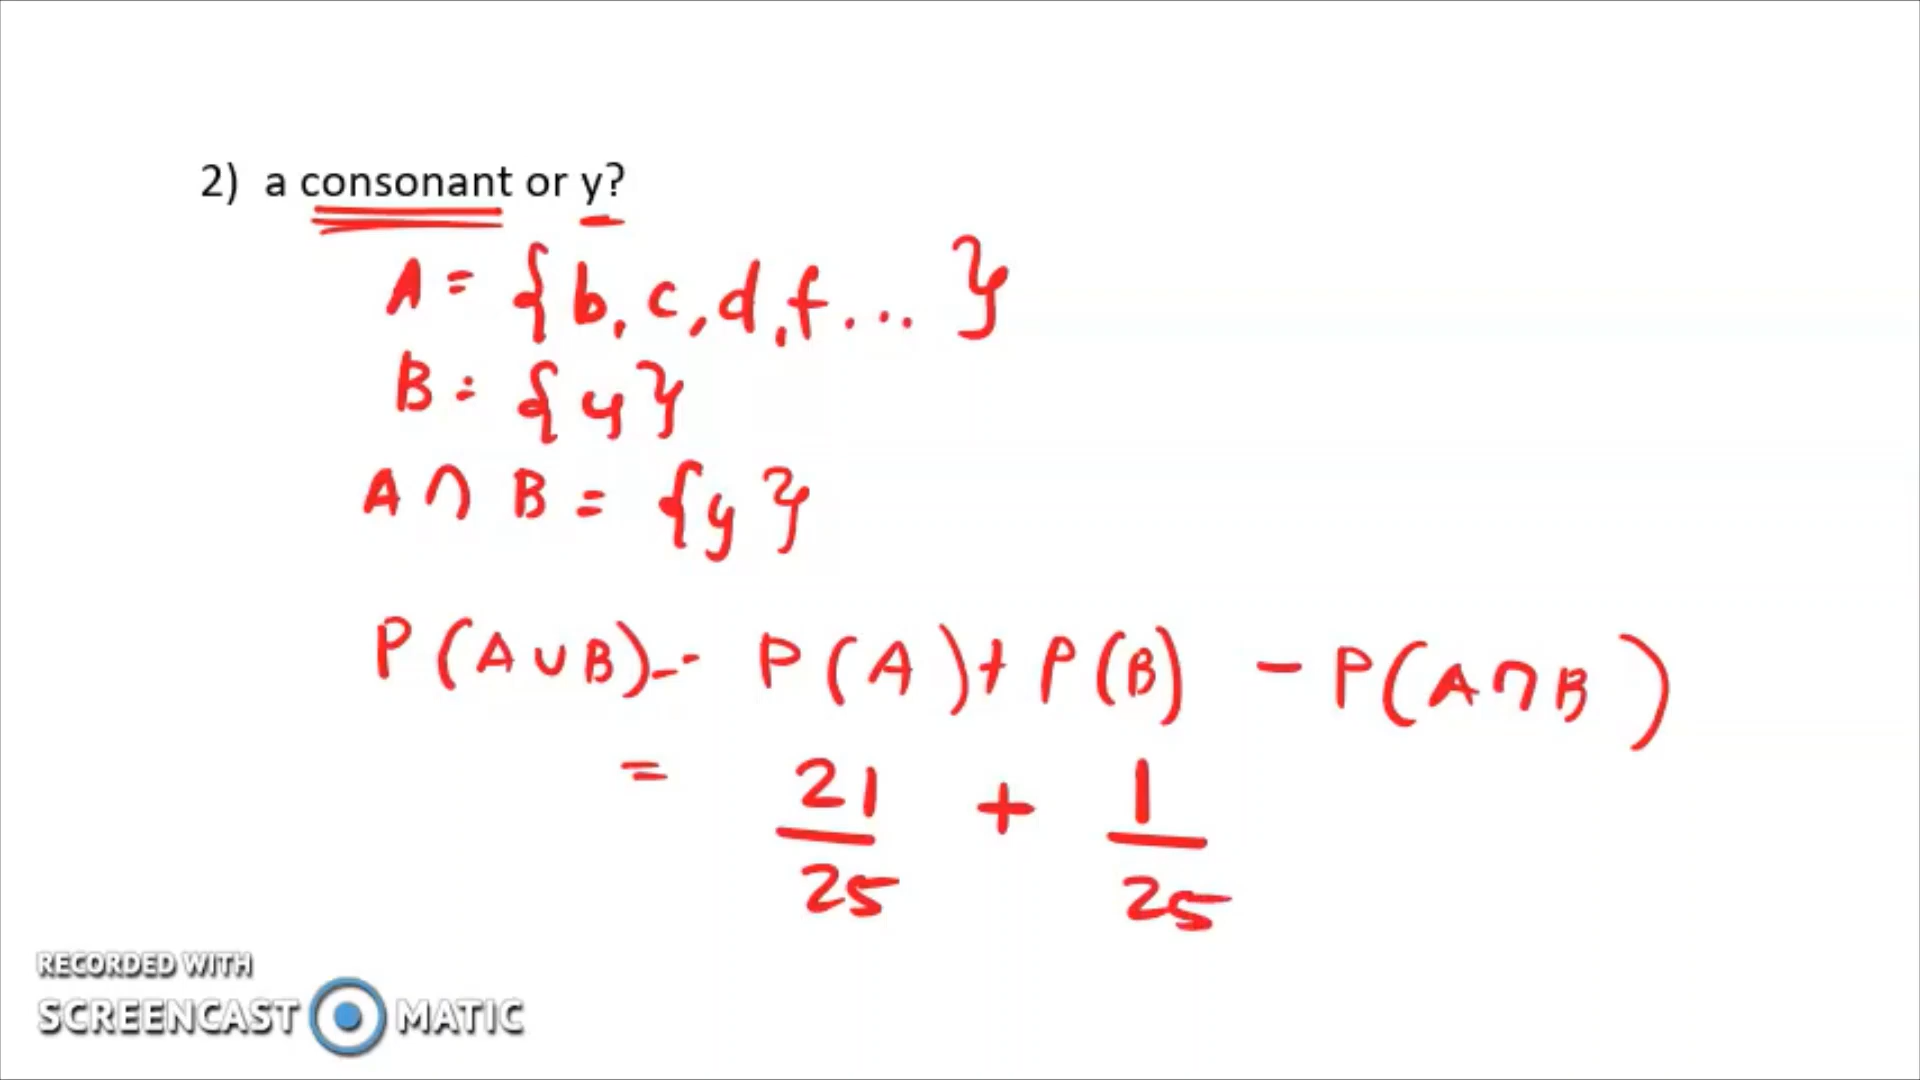 2) a consonant or y?
A = { b, c, d, f ... }
B = { y }
A ∩ B = { y }
P ( A ∪ B ) = P ( A ) + P ( B ) - P ( A ∩ B )
= 21/25 + 1/25
RECORDED WITH
SCREENCAST MATIC